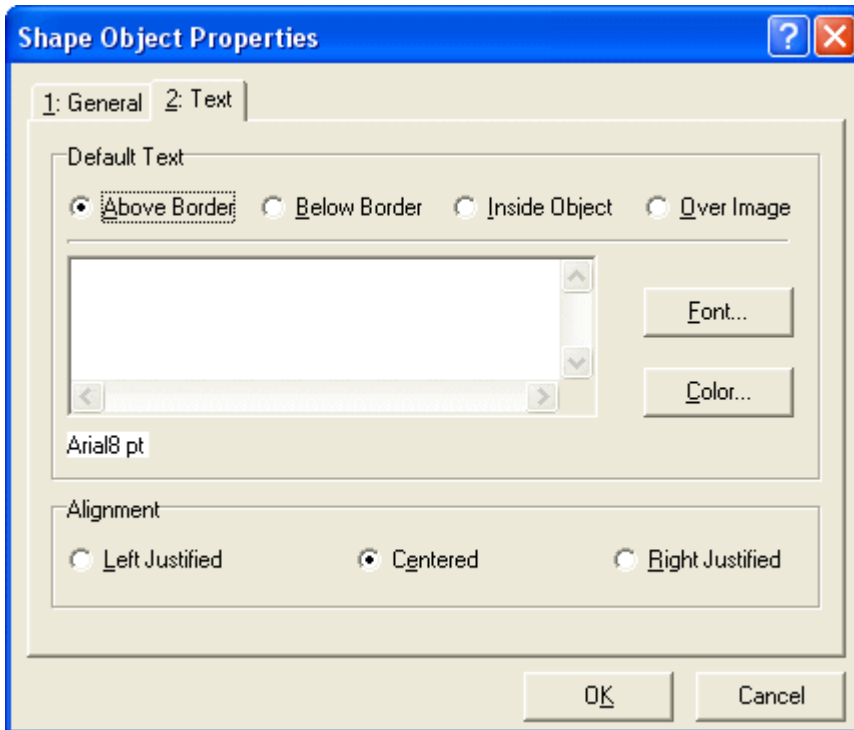 Shape Object Properties
1: General 2: Text
Default Text
Above Border Below Border Inside Object Over Image
Font...
Color...
Arial8 pt
Alignment
Left Justified Centered Right Justified
OK Cancel